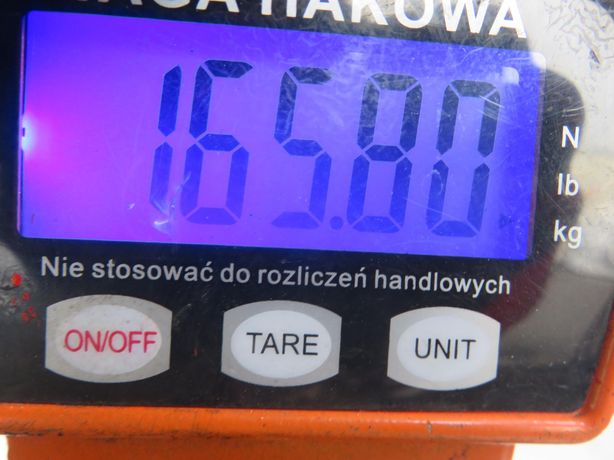 HAKOWA
165.80
N
lb
kg
Nie stosować do rozliczeń handlowych
ON/OFF
TARE
UNIT